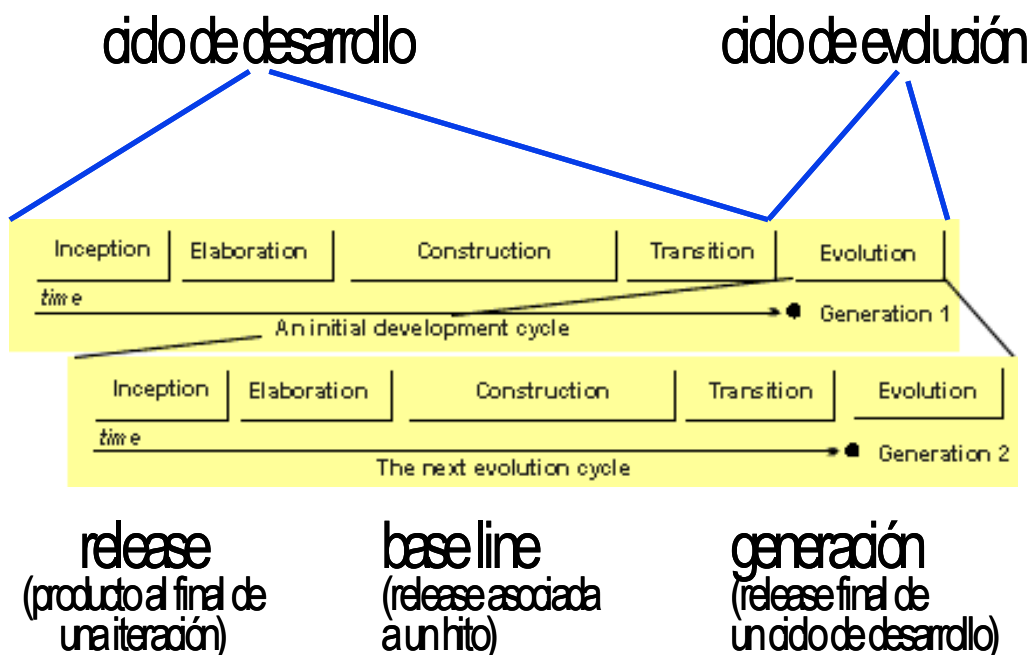 ciclo de desarrollo
ciclo de evolución
Inception Elaboration Construction Transition Evolution
time
Generation 1
An initial development cycle
Inception Elaboration Construction Transition Evolution
time
Generation 2
The next evolution cycle
release
(producto al final de
una iteración)
base line
(release asociada
a un hito)
generación
(release final de
un ciclo de desarrollo)